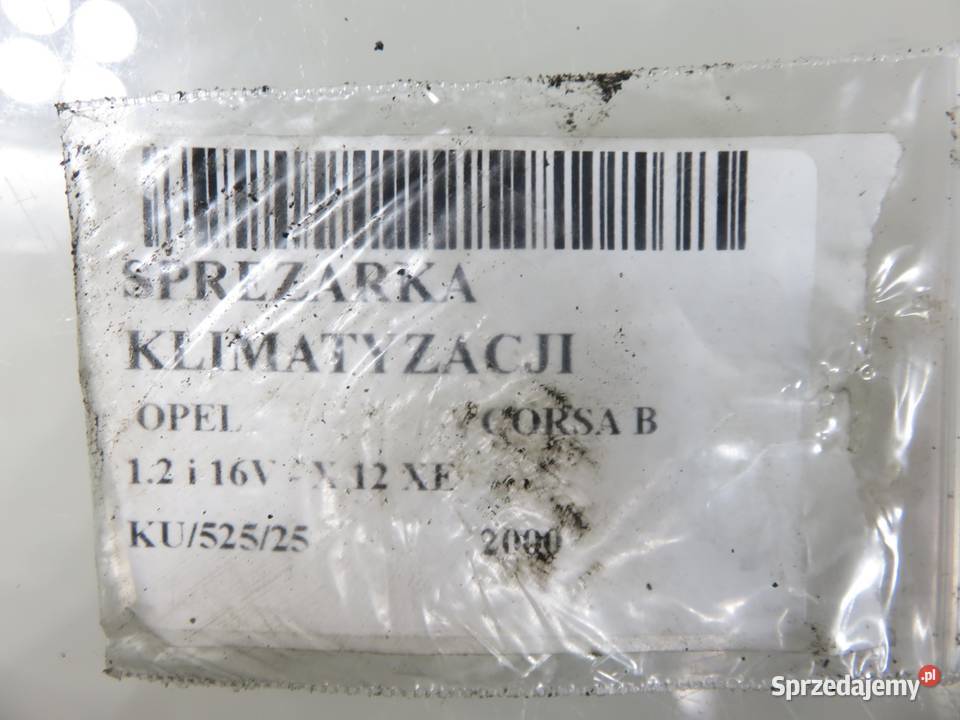 SPREZARKA
KLIMATYZACJI
OPEL CORSA B
1.2 i 16V - X 12 XE
KU/525/25 2000
Sprzedajemy.pl